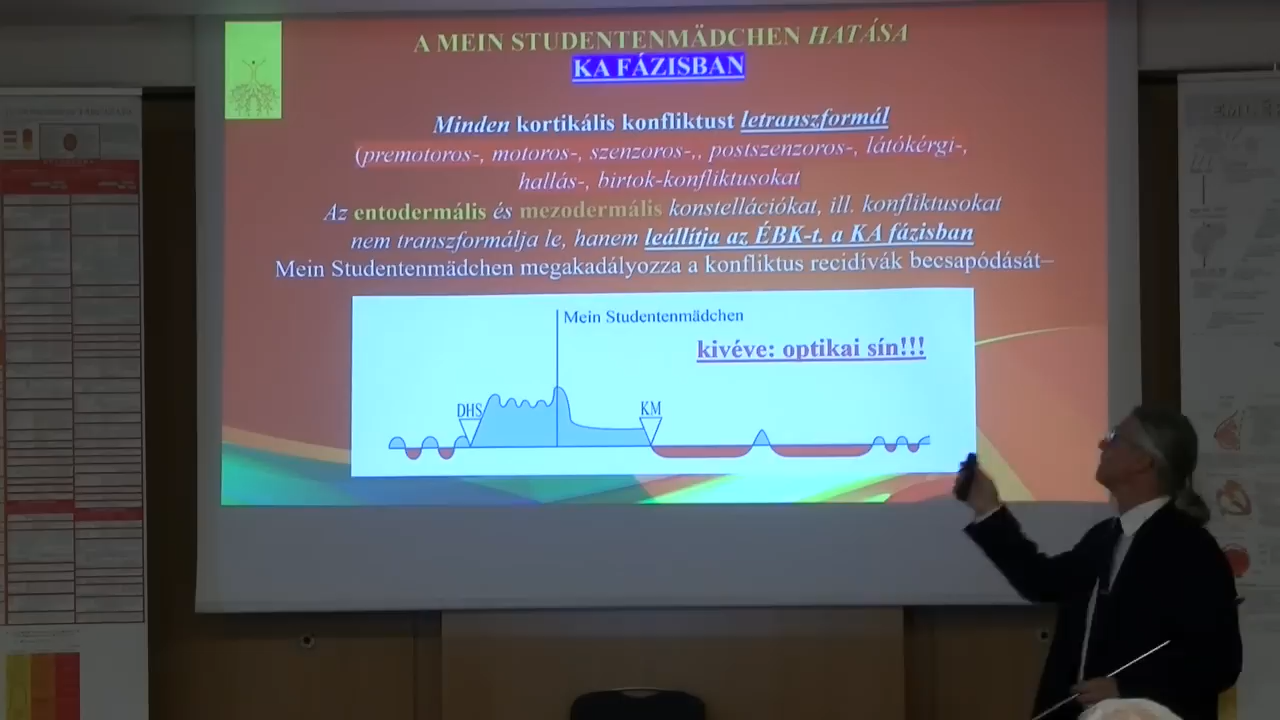 A MEIN STUDENTENMÄDCHEN HATÁSA
KA FÁZISBAN
Minden kortikális konfliktust letranszformál
(premotoros-, motoros-, szenzoros-,, postszenzoros-, látókérgi-,
hallás-, birtok-konfliktusokat
Az entodermális és mezodermális konstellációkat, ill. konfliktusokat
nem transzformálja le, hanem leállítja az ÉBK-t. a KA fázisban
Mein Studentenmädchen megakadályozza a konfliktus recidívák becsapódását–
Mein Studentenmädchen
kivéve: optikai sín!!!
DHS
KM